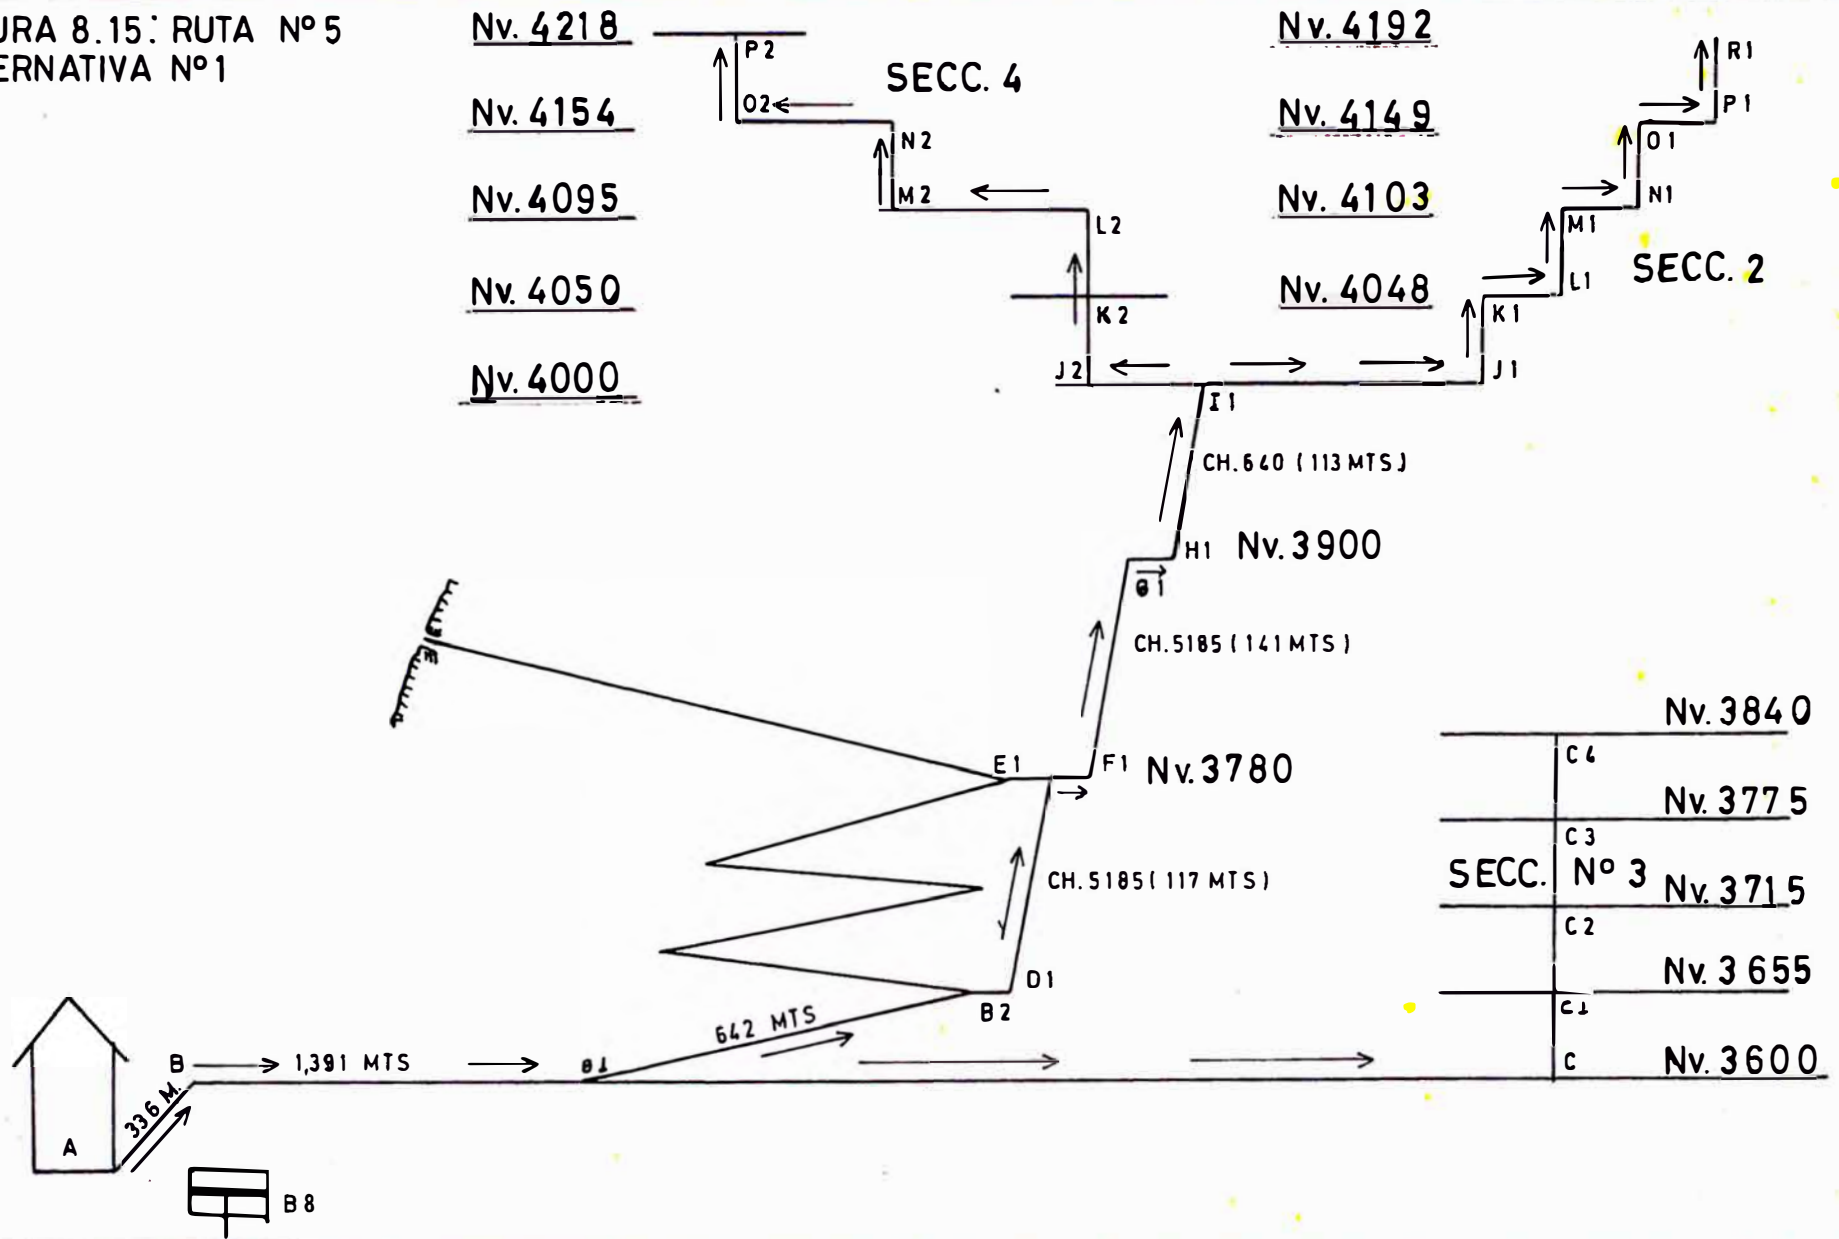 URA 8.15: RUTA Nº 5
ERNATIVA Nº 1
Nv. 4218
Nv. 4154
Nv. 4095
Nv. 4050
Nv. 4000
P2
O2
SECC. 4
N2
M2
L2
K2
J2
Nv. 4192
Nv. 4149
Nv. 4103
Nv. 4048
R1
P1
O1
N1
M1
SECC. 2
L1
K1
J1
I1
CH. 640 (113 MTS)
H1 Nv. 3900
CH. 5185 (141 MTS)
E1
F1 Nv. 3780
CH. 5185 (117 MTS)
D1
B2
642 MTS
Nv. 3840
C4
Nv. 3775
C3
SECC. Nº 3
Nv. 3715
C2
Nv. 3655
C1
C
Nv. 3600
B
1,391 MTS
B1
336 M.
A
B8